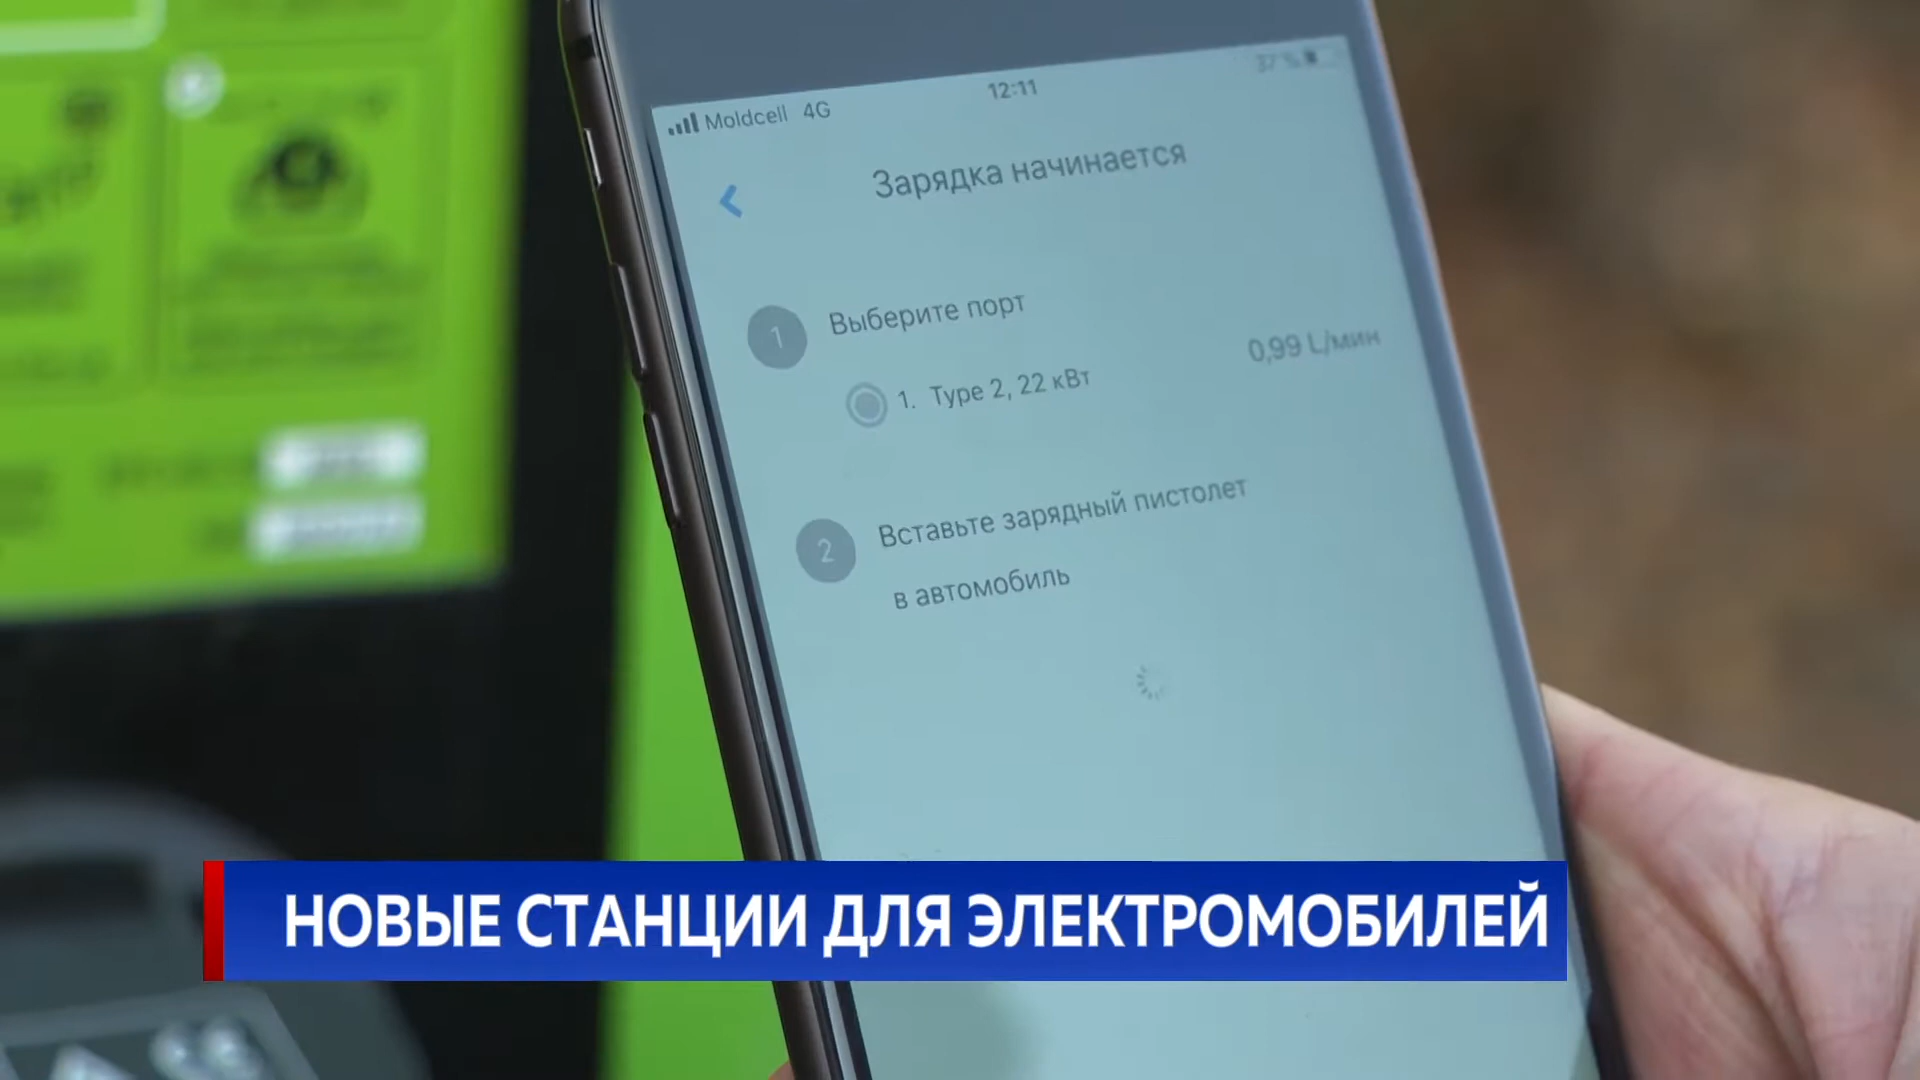 Moldcell 4G 12:11 37 %
Зарядка начинается
1 Выберите порт
1. Type 2, 22 кВт 0,99 L/мин
2 Вставьте зарядный пистолет
в автомобиль
НОВЫЕ СТАНЦИИ ДЛЯ ЭЛЕКТРОМОБИЛЕЙ